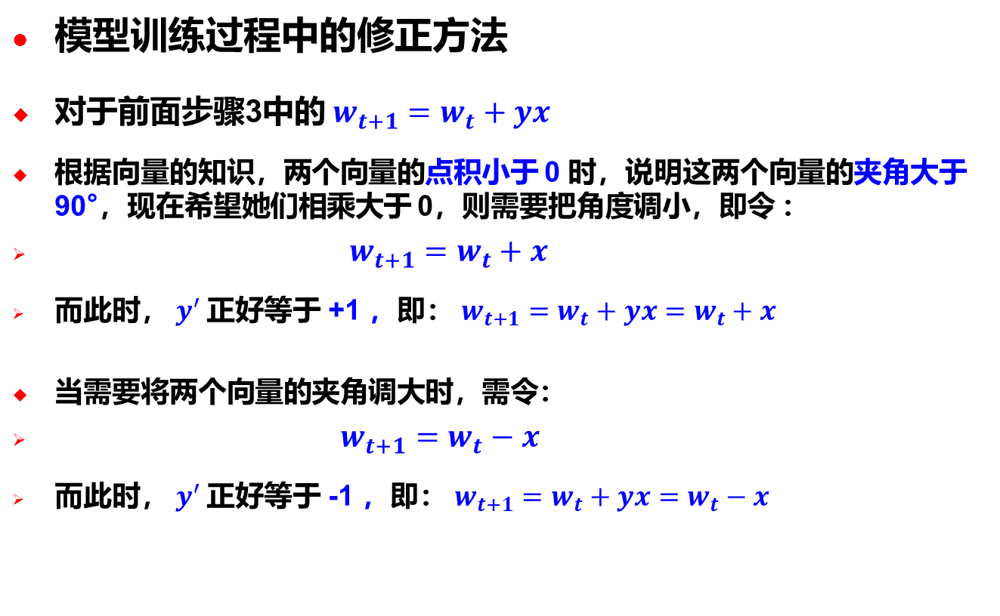 模型训练过程中的修正方法
对于前面步骤3中的 w_{t+1} = w_t + yx
根据向量的知识，两个向量的点积小于 0 时，说明这两个向量的夹角大于
90°，现在希望她们相乘大于 0，则需要把角度调小，即令：
w_{t+1} = w_t + x
而此时， y′ 正好等于 +1 ，即： w_{t+1} = w_t + yx = w_t + x
当需要将两个向量的夹角调大时，需令：
w_{t+1} = w_t − x
而此时， y′ 正好等于 -1 ，即： w_{t+1} = w_t + yx = w_t − x